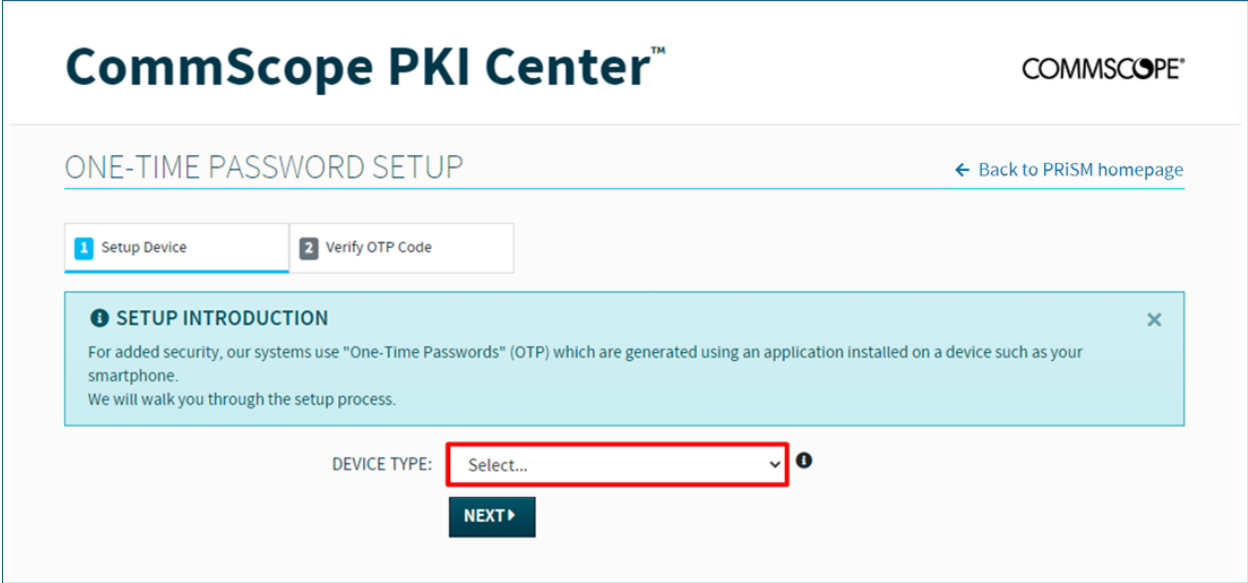 CommScope PKI Center™
COMMSCOPE®
ONE-TIME PASSWORD SETUP
← Back to PRiSM homepage
1 Setup Device
2 Verify OTP Code
SETUP INTRODUCTION
For added security, our systems use "One-Time Passwords" (OTP) which are generated using an application installed on a device such as your
smartphone.
We will walk you through the setup process.
DEVICE TYPE: Select...
NEXT